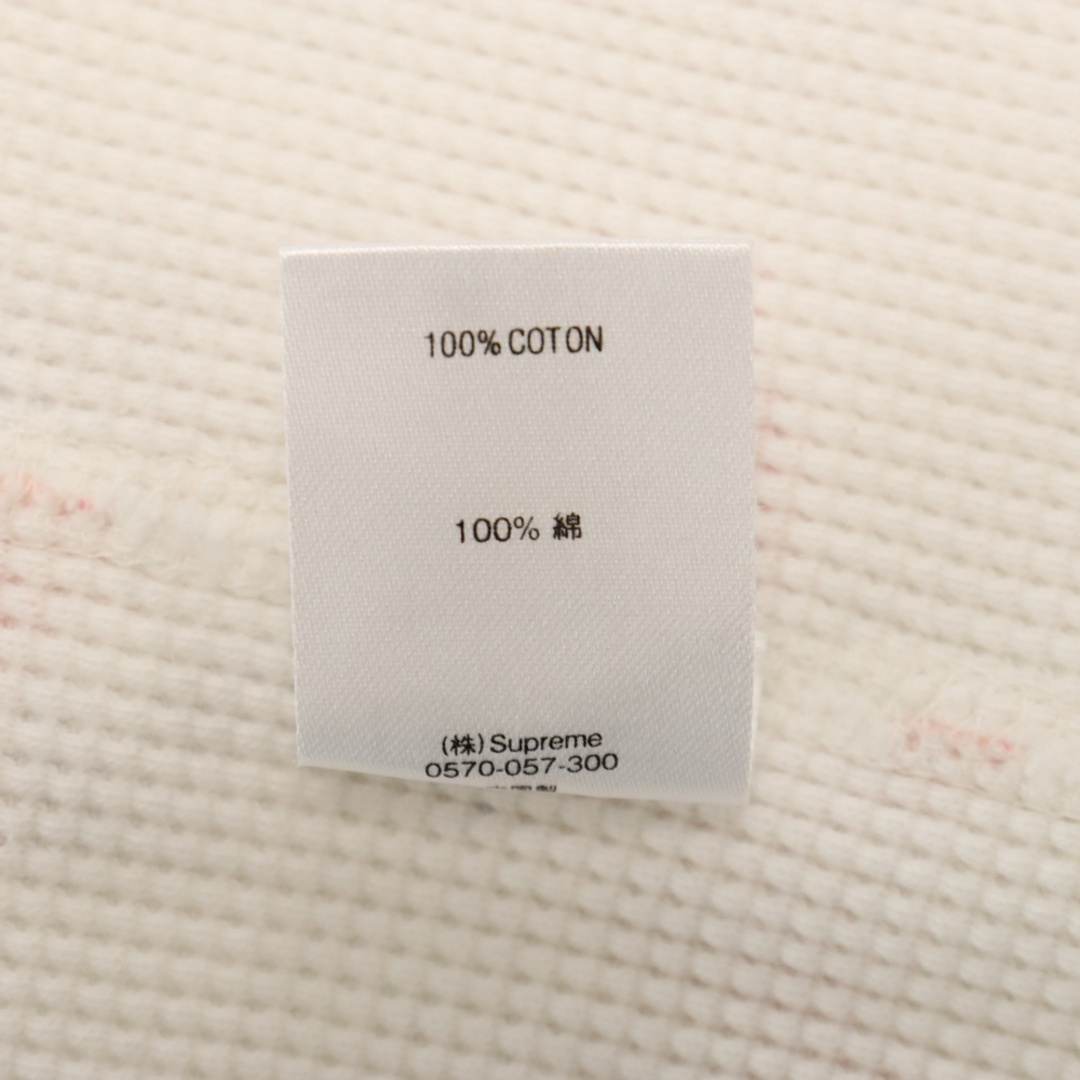 100% COTON
100% 綿
(株) Supreme
0570-057-300